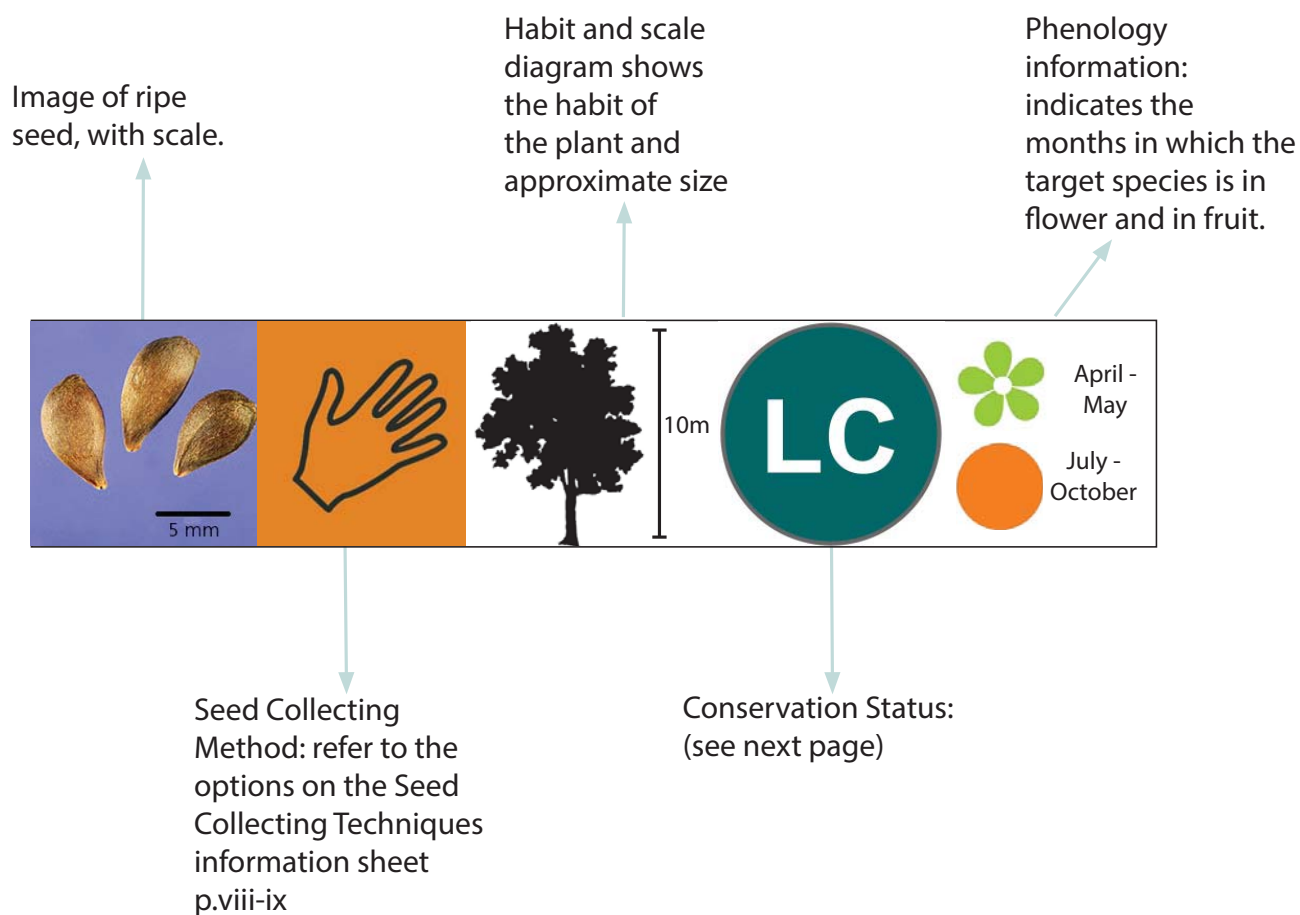 Image of ripe
seed, with scale.
Habit and scale
diagram shows
the habit of
the plant and
approximate size
Phenology
information:
indicates the
months in which the
target species is in
flower and in fruit.
5 mm
10m
LC
April -
May
July -
October
Seed Collecting
Method: refer to the
options on the Seed
Collecting Techniques
information sheet
p.viii-ix
Conservation Status:
(see next page)